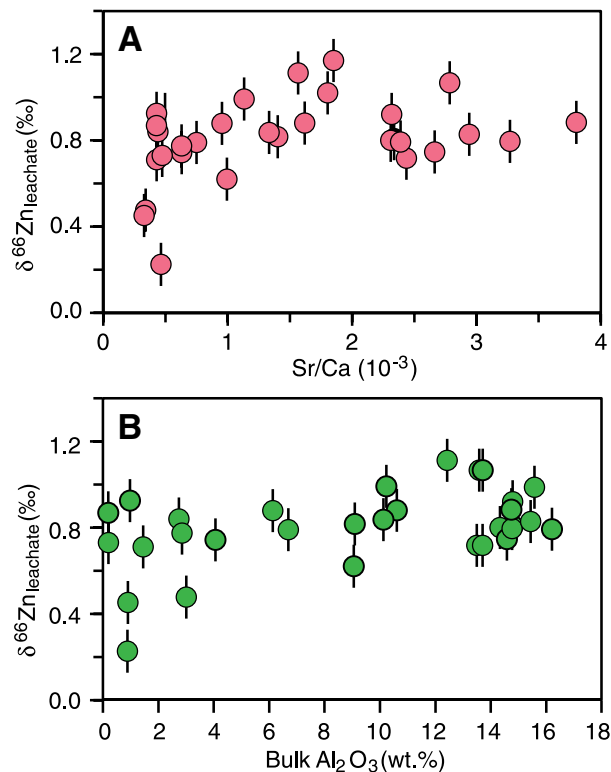 A
1.2
0.8
0.4
0.0
δ⁶⁶Zn_leachate (‰)
0 1 2 3 4
Sr/Ca (10⁻³)
B
1.2
0.8
0.4
0.0
δ⁶⁶Zn_leachate (‰)
0 2 4 6 8 10 12 14 16 18
Bulk Al₂O₃ (wt.%)